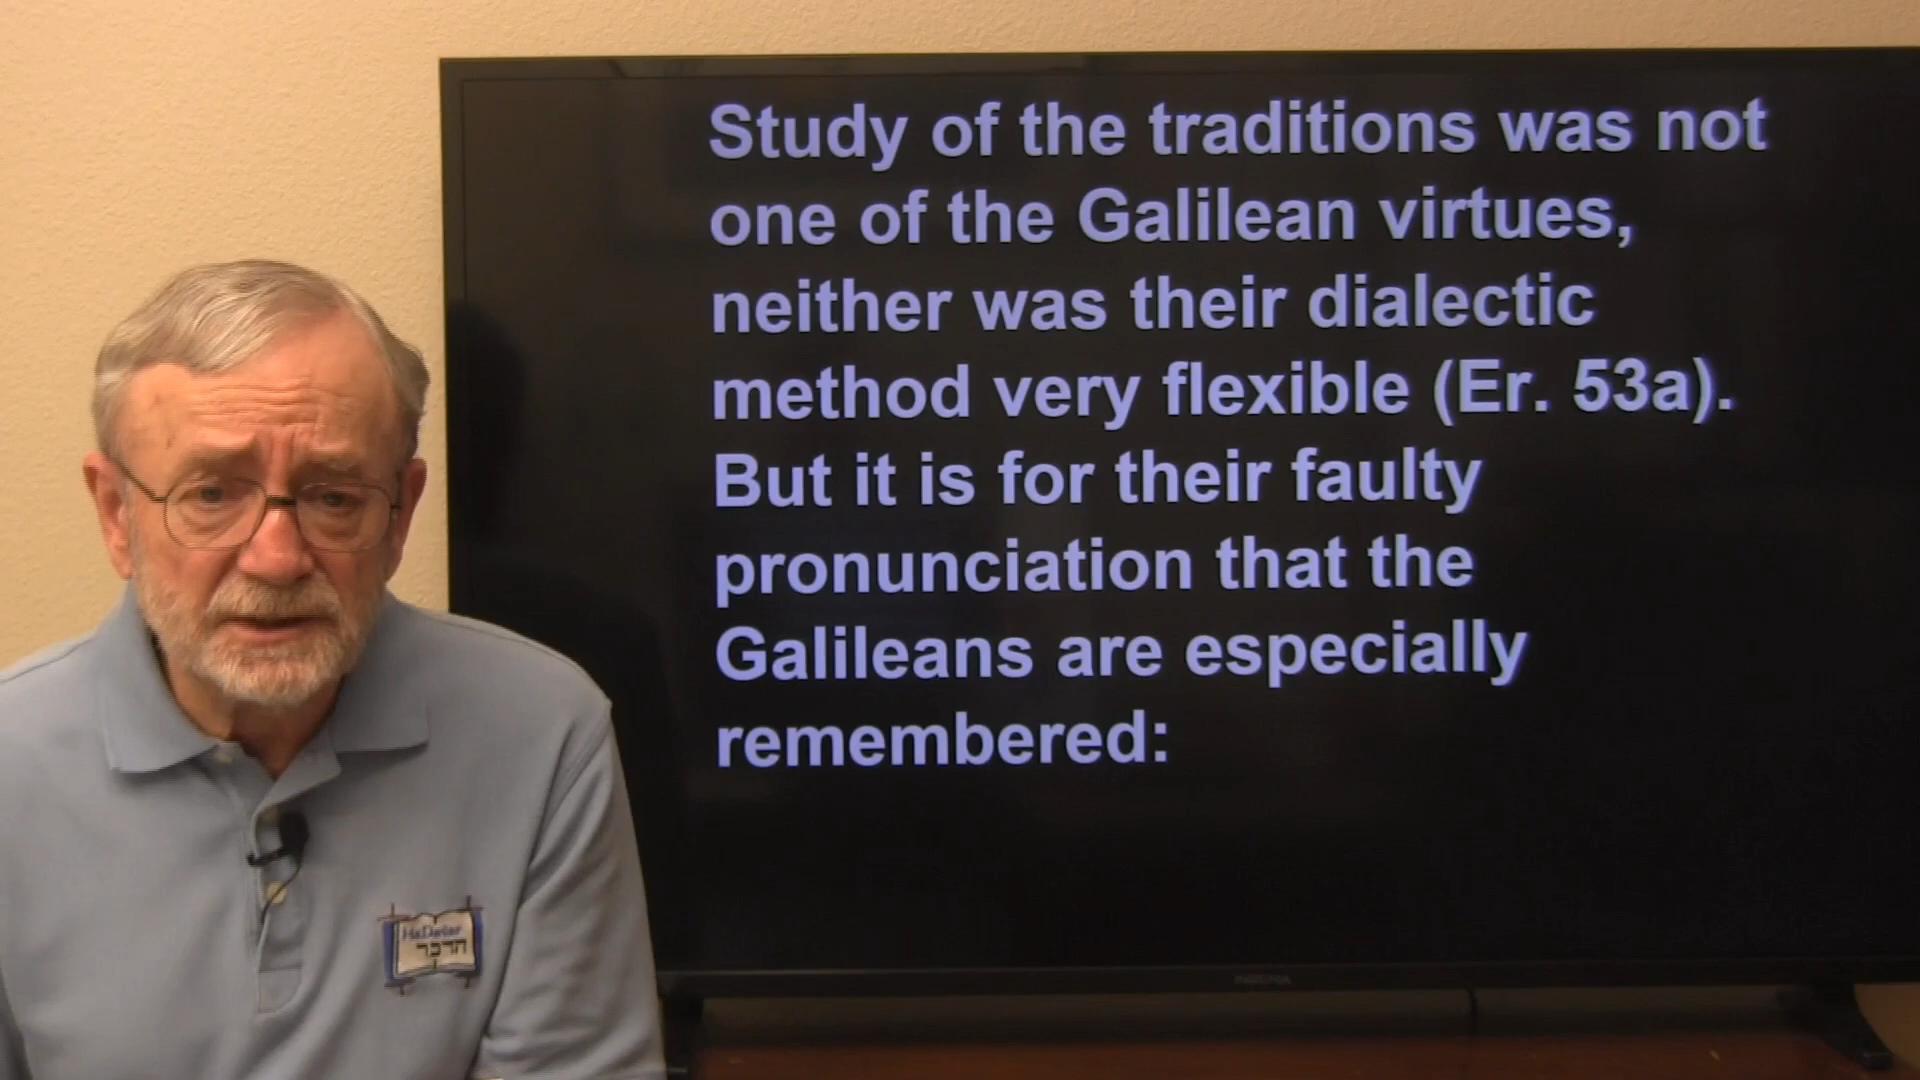 Study of the traditions was not
one of the Galilean virtues,
neither was their dialectic
method very flexible (Er. 53a).
But it is for their faulty
pronunciation that the
Galileans are especially
remembered:
HaDavar
הדבר
INSIGNIA